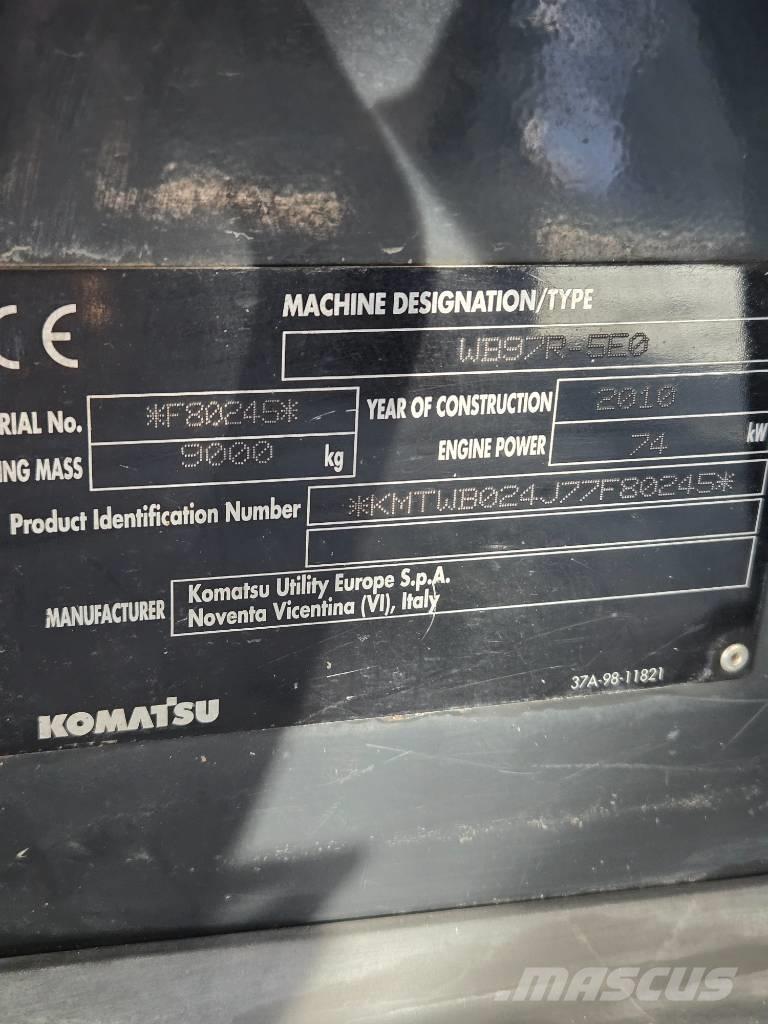 CE
MACHINE DESIGNATION/TYPE
WB97R-5E0
RIAL No. *F80245*
YEAR OF CONSTRUCTION 2010
NG MASS 9000 kg
ENGINE POWER 74 kW
Product Identification Number *KMTWB024J77F80245*
MANUFACTURER Komatsu Utility Europe S.p.A.
Noventa Vicentina (VI), Italy
37A-98-11821
KOMATSU
MASCUS